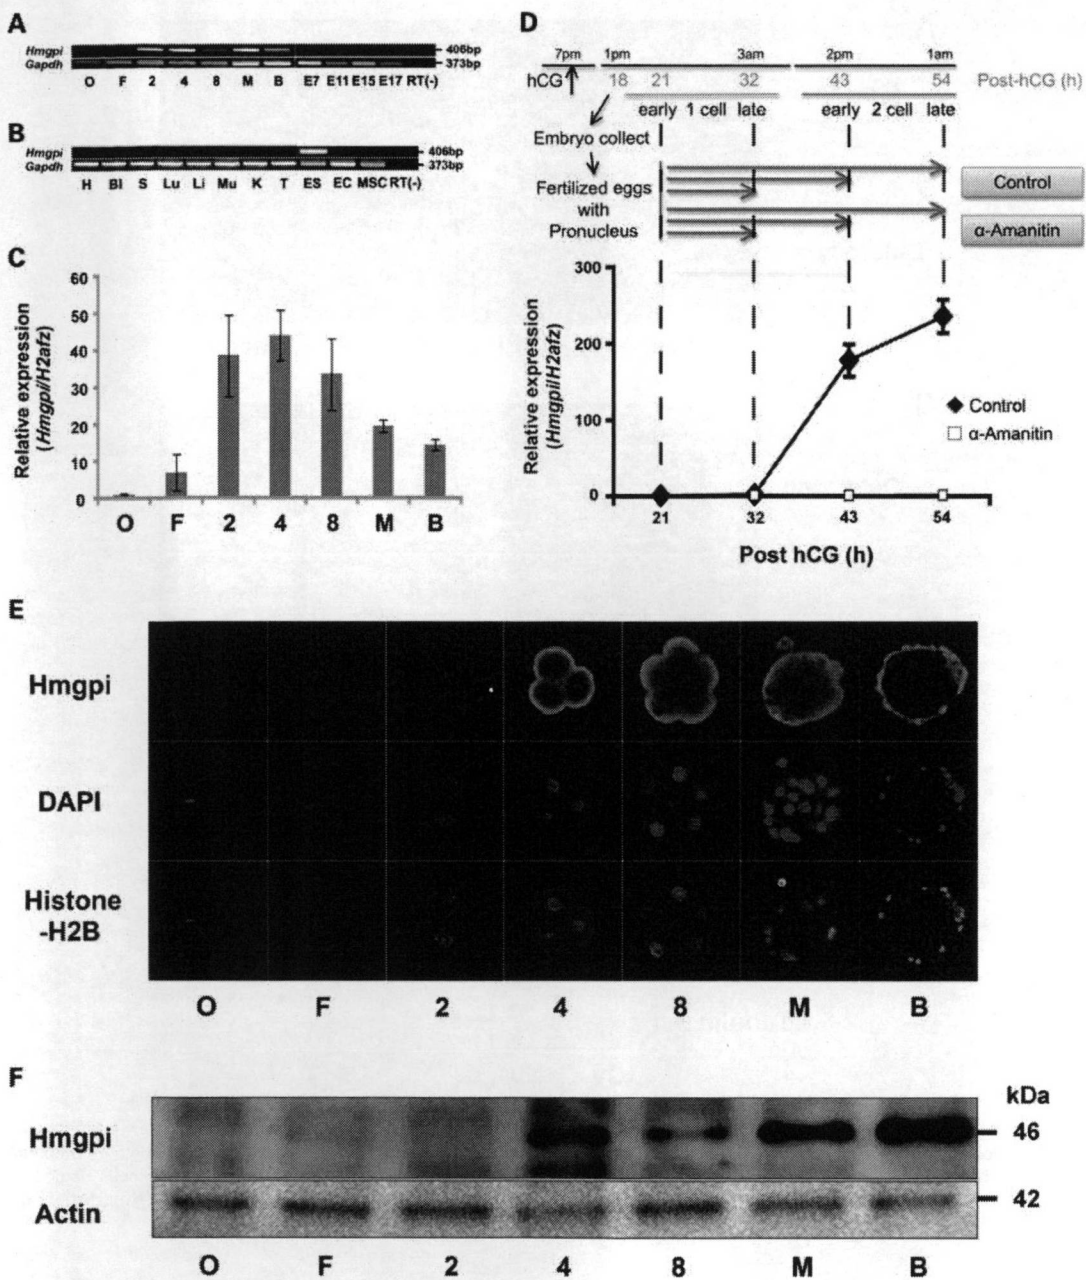 A
Hmgpi 406bp
Gapdh 373bp
O F 2 4 8 M B E7 E11 E15 E17 RT(-)
B
Hmgpi 406bp
Gapdh 373bp
H Bl S Lu Li Mu K T ES EC MSC RT(-)
C
Relative expression
(Hmgpi/H2afz)
60
50
40
30
20
10
0
O F 2 4 8 M B
D
7pm 1pm 3am 2pm 1am
hCG 18 21 32 43 54 Post-hCG (h)
early 1 cell late early 2 cell late
Embryo collect
Fertilized eggs
with
Pronucleus
Control
α-Amanitin
Relative expression
(Hmgpi/H2afz)
300
200
100
0
Control
α-Amanitin
21 32 43 54
Post hCG (h)
E
Hmgpi
DAPI
Histone
-H2B
O F 2 4 8 M B
F
kDa
Hmgpi 46
Actin 42
O F 2 4 8 M B